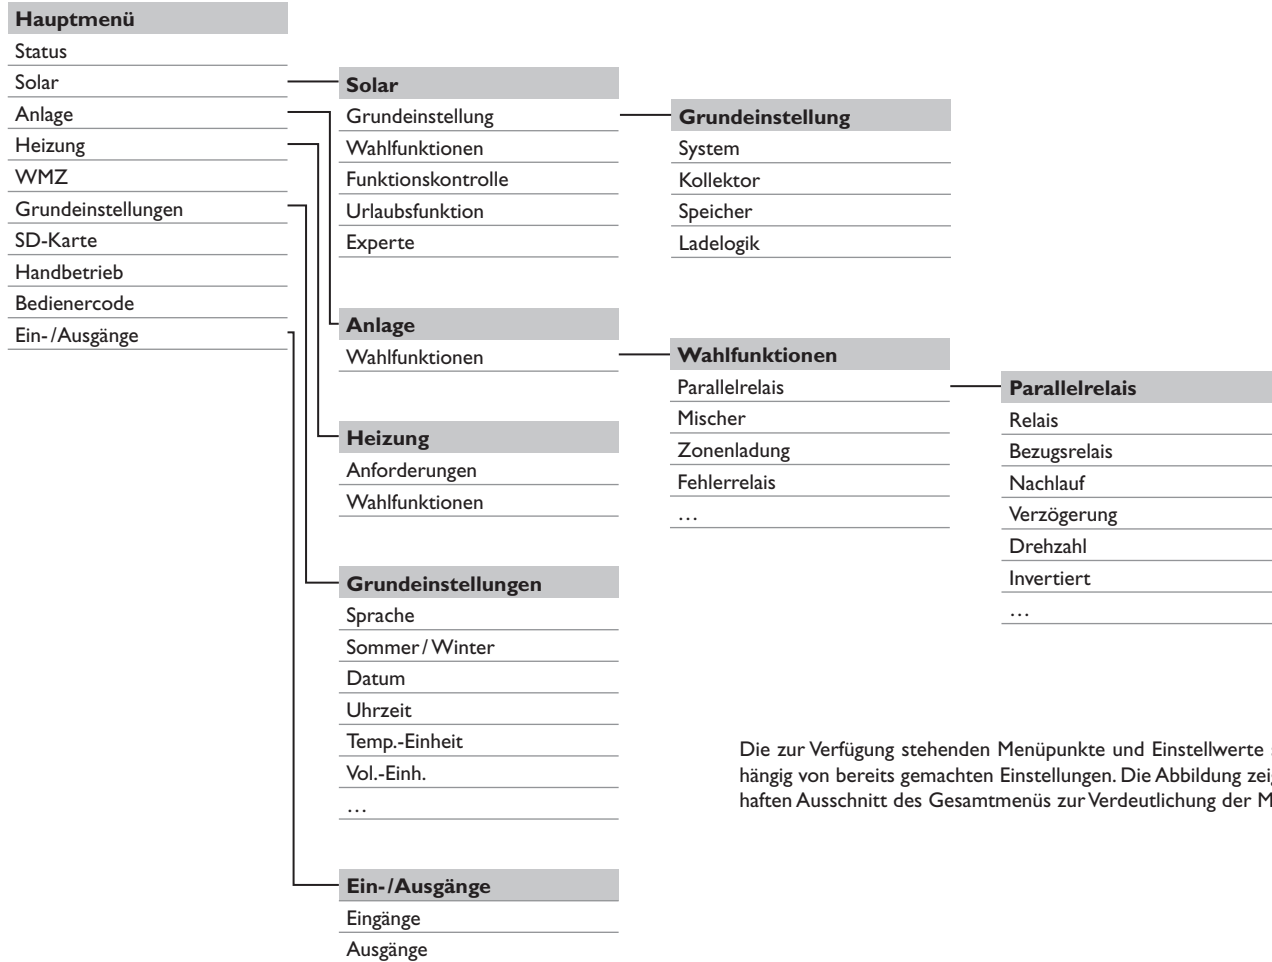 Hauptmenü
Status
Solar
Anlage
Heizung
WMZ
Grundeinstellungen
SD-Karte
Handbetrieb
Bedienercode
Ein-/Ausgänge
Solar
Grundeinstellung
Wahlfunktionen
Funktionskontrolle
Urlaubsfunktion
Experte
Grundeinstellung
System
Kollektor
Speicher
Ladelogik
Anlage
Wahlfunktionen
Wahlfunktionen
Parallelrelais
Mischer
Zonenladung
Fehlerrelais
…
Parallelrelais
Relais
Bezugsrelais
Nachlauf
Verzögerung
Drehzahl
Invertiert
…
Heizung
Anforderungen
Wahlfunktionen
Grundeinstellungen
Sprache
Sommer/Winter
Datum
Uhrzeit
Temp.-Einheit
Vol.-Einh.
…
Ein-/Ausgänge
Eingänge
Ausgänge
Die zur Verfügung stehenden Menüpunkte und Einstellwerte
hängig von bereits gemachten Einstellungen. Die Abbildung
haften Ausschnitt des Gesamtmenüs zur Verdeutlichung der